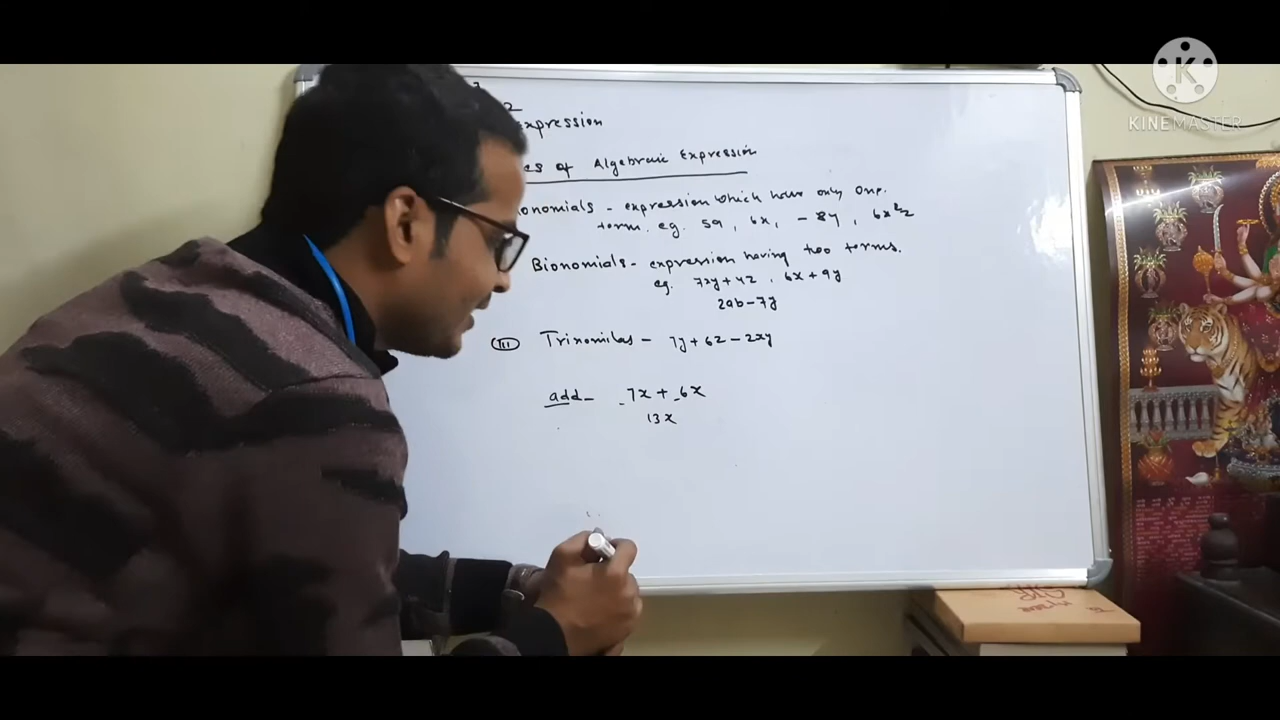 2
expression
es of Algebraic Expression
onomials - expression which have only one
term. eg. 5a, 6x, -8y,
Bionomials - expression having two terms.
eg. 7xy+4z, 6x+9y
2ab-7y
III Trinomilas - 7y+6z-2xy
add- 7x + 6x
13x
KINEMASTER